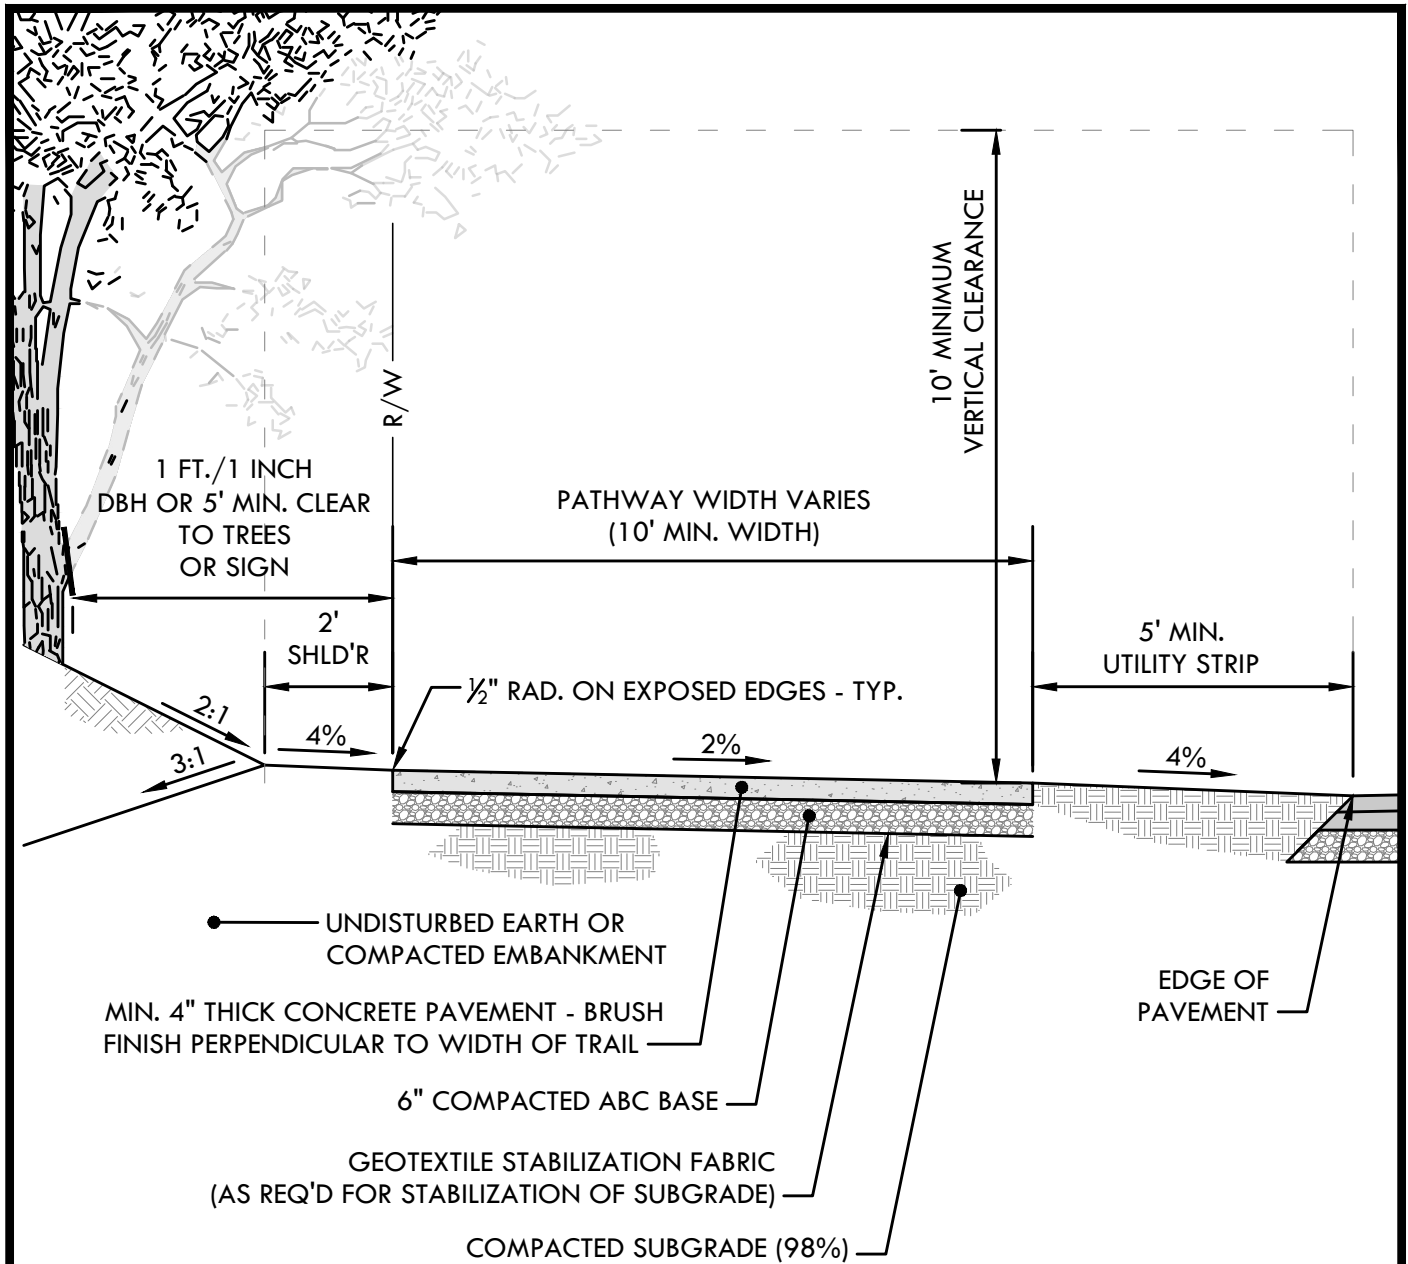 10' MINIMUM
VERTICAL CLEARANCE
R/W
1 FT./1 INCH
DBH OR 5' MIN. CLEAR
TO TREES
OR SIGN
PATHWAY WIDTH VARIES
(10' MIN. WIDTH)
2'
SHLD'R
5' MIN.
UTILITY STRIP
½" RAD. ON EXPOSED EDGES - TYP.
2:1
3:1
4%
2%
4%
UNDISTURBED EARTH OR
COMPACTED EMBANKMENT
MIN. 4" THICK CONCRETE PAVEMENT - BRUSH
FINISH PERPENDICULAR TO WIDTH OF TRAIL
EDGE OF
PAVEMENT
6" COMPACTED ABC BASE
GEOTEXTILE STABILIZATION FABRIC
(AS REQ'D FOR STABILIZATION OF SUBGRADE)
COMPACTED SUBGRADE (98%)